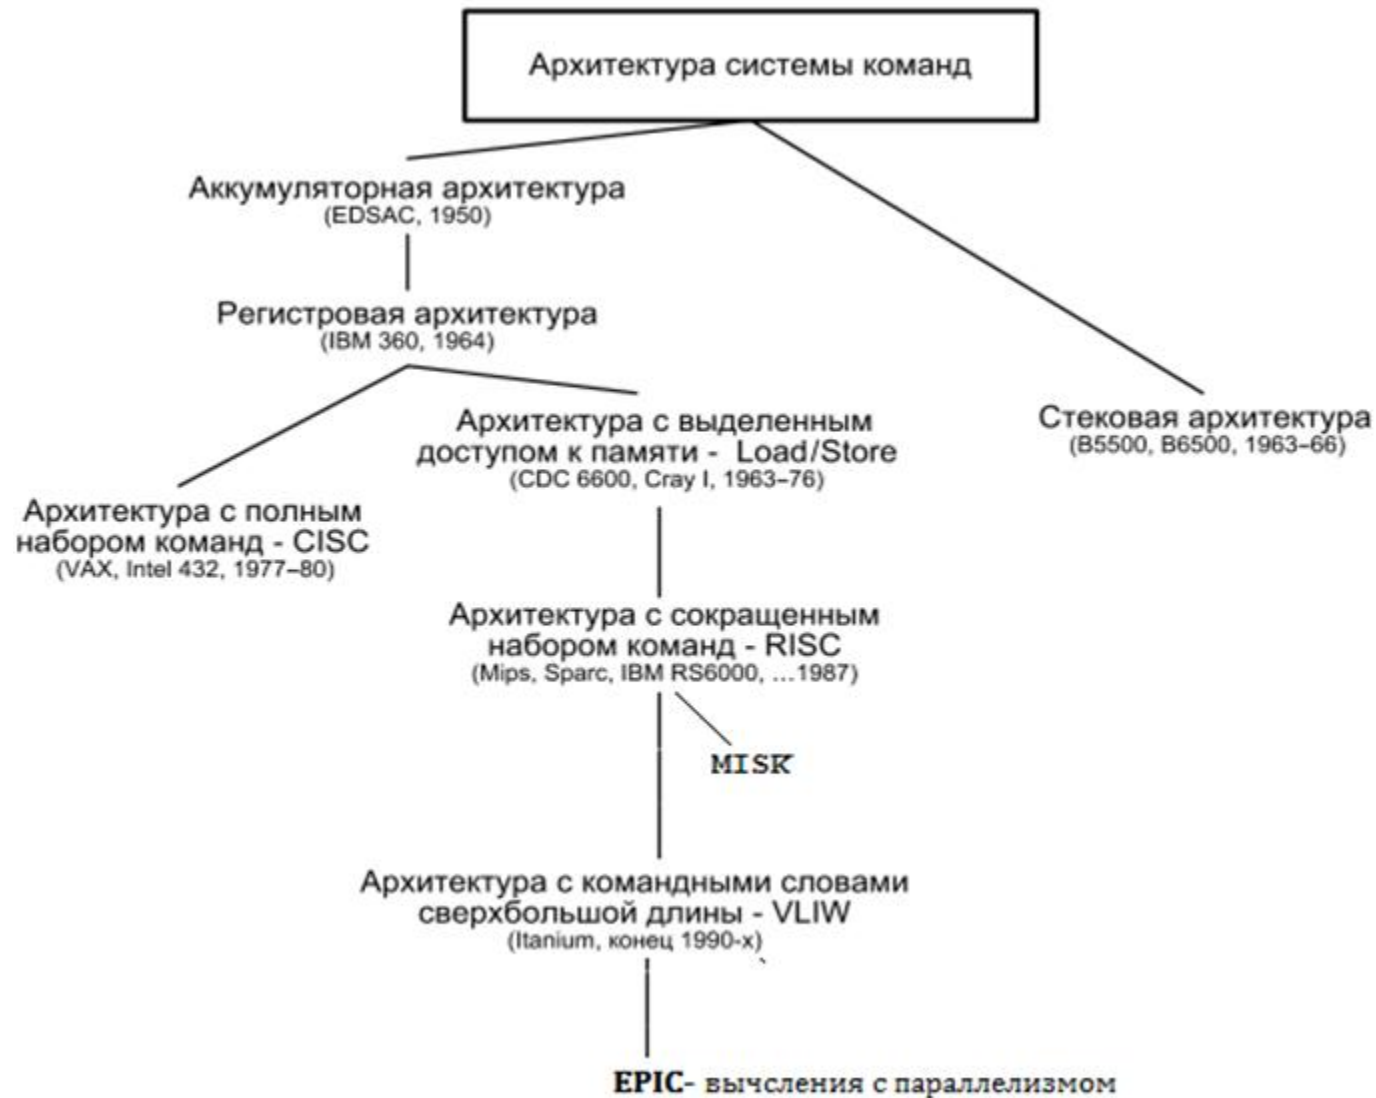 Архитектура системы команд
Аккумуляторная архитектура
(EDSAC, 1950)
Регистровая архитектура
(IBM 360, 1964)
Архитектура с выделенным
доступом к памяти - Load/Store
(CDC 6600, Cray I, 1963–76)
Стековая архитектура
(B5500, B6500, 1963–66)
Архитектура с полным
набором команд - CISC
(VAX, Intel 432, 1977–80)
Архитектура с сокращенным
набором команд - RISC
(Mips, Sparc, IBM RS6000, ...1987)
MISK
Архитектура с командными словами
сверхбольшой длины - VLIW
(Itanium, конец 1990-х)
EPIC- вычсления с параллелизмом